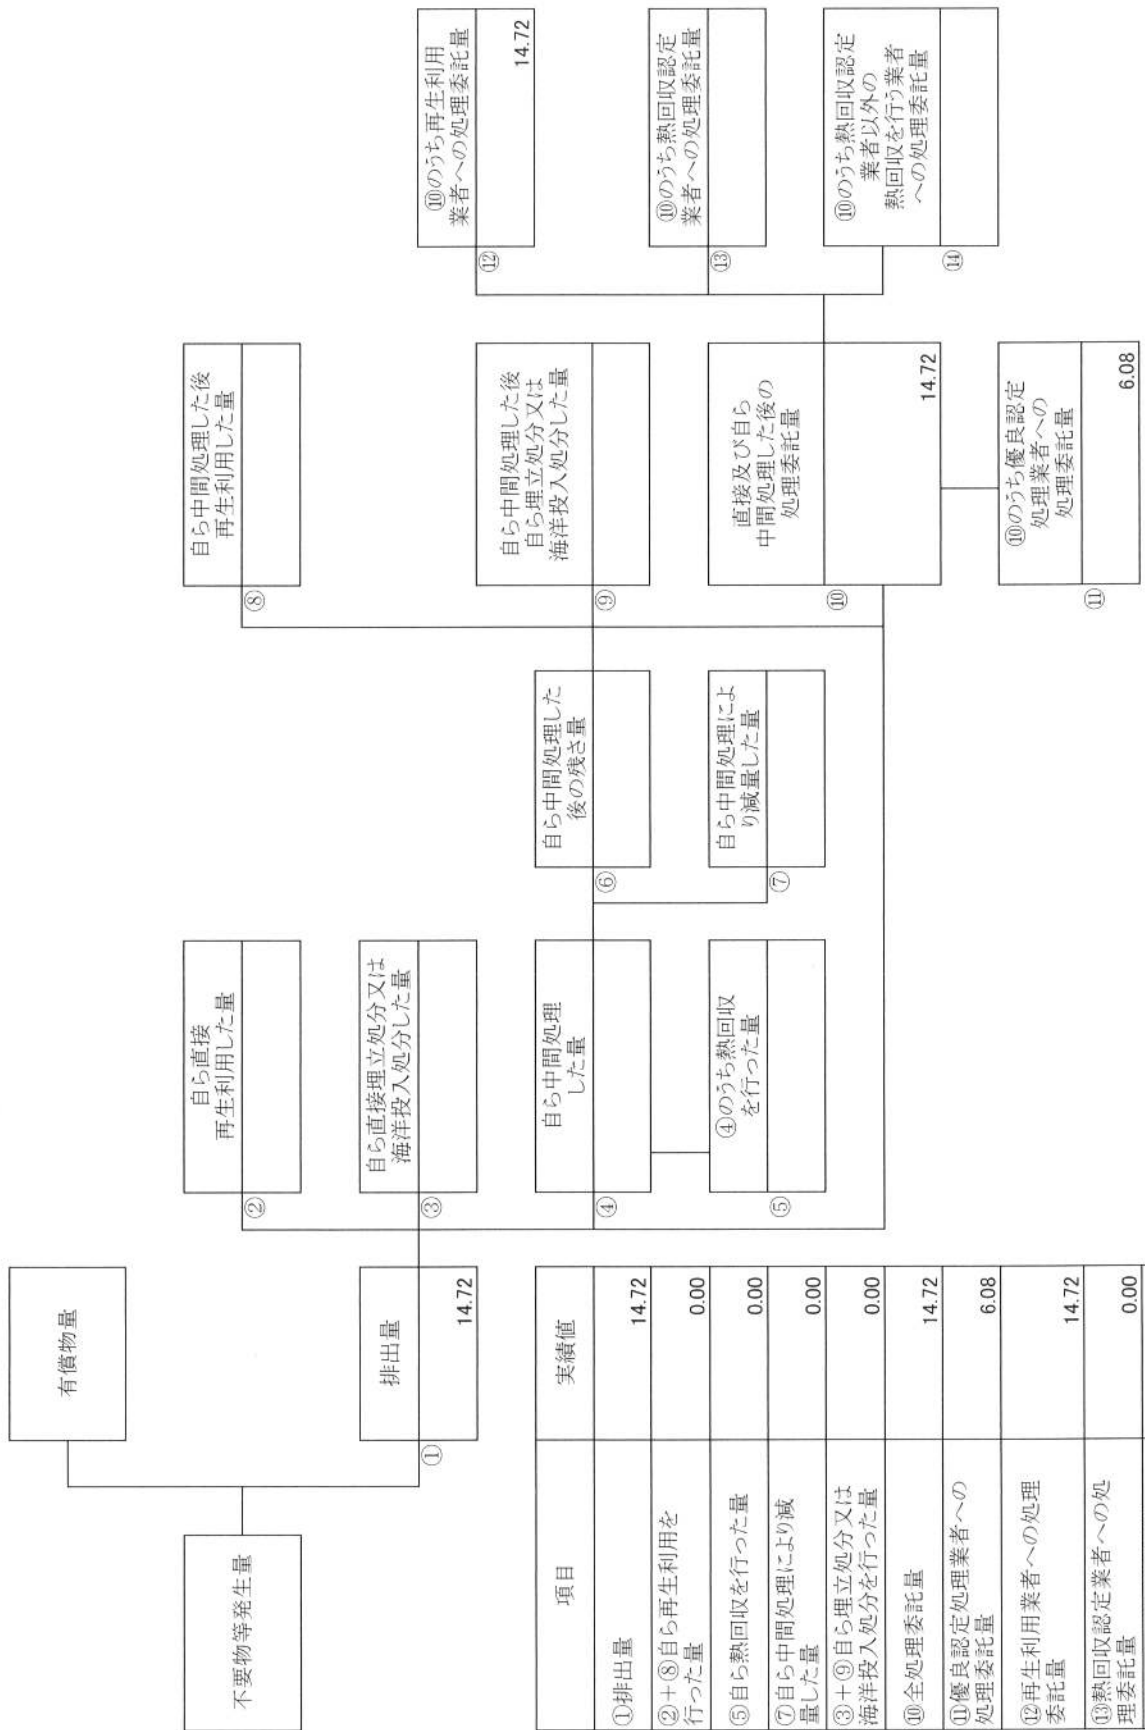 不要物等発生量
有償物量
①
排出量
14.72
②
自ら直接
再生利用した量
③
自ら直接埋立処分又は
海洋投入処分した量
④
自ら中間処理
した量
⑤
④のうち熱回収
を行った量
⑥
自ら中間処理した
後の残さ量
⑦
自ら中間処理によ
り減量した量
⑧
自ら中間処理した後
再生利用した量
⑨
自ら中間処理した後
自ら埋立処分又は
海洋投入処分した量
⑩
直接及び自ら
中間処理した後の
処理委託量
14.72
⑪
⑩のうち優良認定
処理業者への
処理委託量
6.08
⑫
⑩のうち再生利用
業者への処理委託量
14.72
⑬
⑩のうち熱回収認定
業者への処理委託量
⑭
⑩のうち熱回収認定
業者以外の
熱回収を行う業者
への処理委託量
項目 実績値
①排出量 14.72
②+⑧自ら再生利用を
行った量 0.00
⑤自ら熱回収を行った量 0.00
⑦自ら中間処理により減
量した量 0.00
③+⑨自ら埋立処分又は
海洋投入処分を行った量 0.00
⑩全処理委託量 14.72
⑪優良認定処理業者への
処理委託量 6.08
⑫再生利用業者への処理
委託量 14.72
⑬熱回収認定業者への処
理委託量 0.00